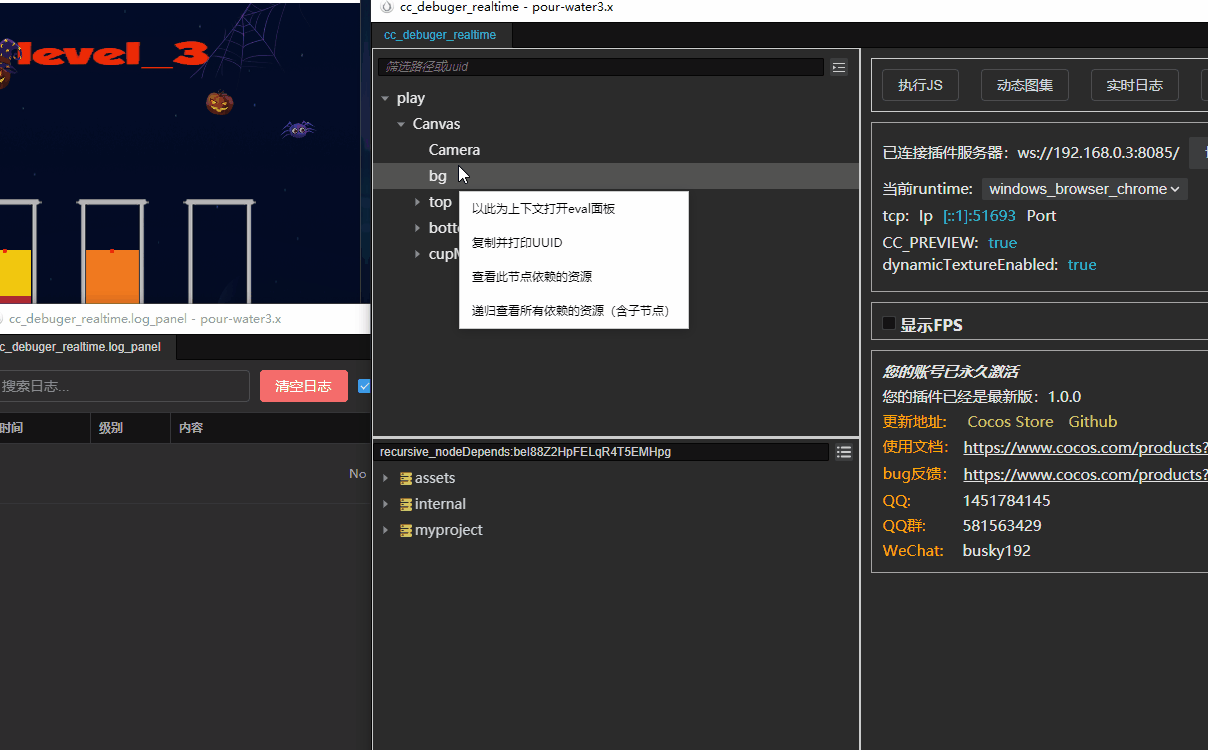 cc_debuger_realtime - pour-water3.x
cc_debuger_realtime
level_3
筛选路径或uuid
play
Canvas
Camera
bg
top
botto
cupM
以此为上下文打开eval面板
复制并打印UUID
查看此节点依赖的资源
递归查看所有依赖的资源（含子节点）
执行JS
动态图集
实时日志
已连接插件服务器：ws://192.168.0.3:8085/
当前runtime: windows_browser_chrome
tcp: Ip [::1]:51693 Port
CC_PREVIEW: true
dynamicTextureEnabled: true
显示FPS
您的账号已永久激活
您的插件已经是最新版：1.0.0
更新地址: Cocos Store Github
使用文档: https://www.cocos.com/products?
bug反馈: https://www.cocos.com/products?
QQ: 1451784145
QQ群: 581563429
WeChat: busky192
cc_debuger_realtime.log_panel - pour-water3.x
cc_debuger_realtime.log_panel
搜索日志...
清空日志
时间 级别 内容
No
recursive_nodeDepends:bel88Z2HpFELqR4T5EMHpg
assets
internal
myproject